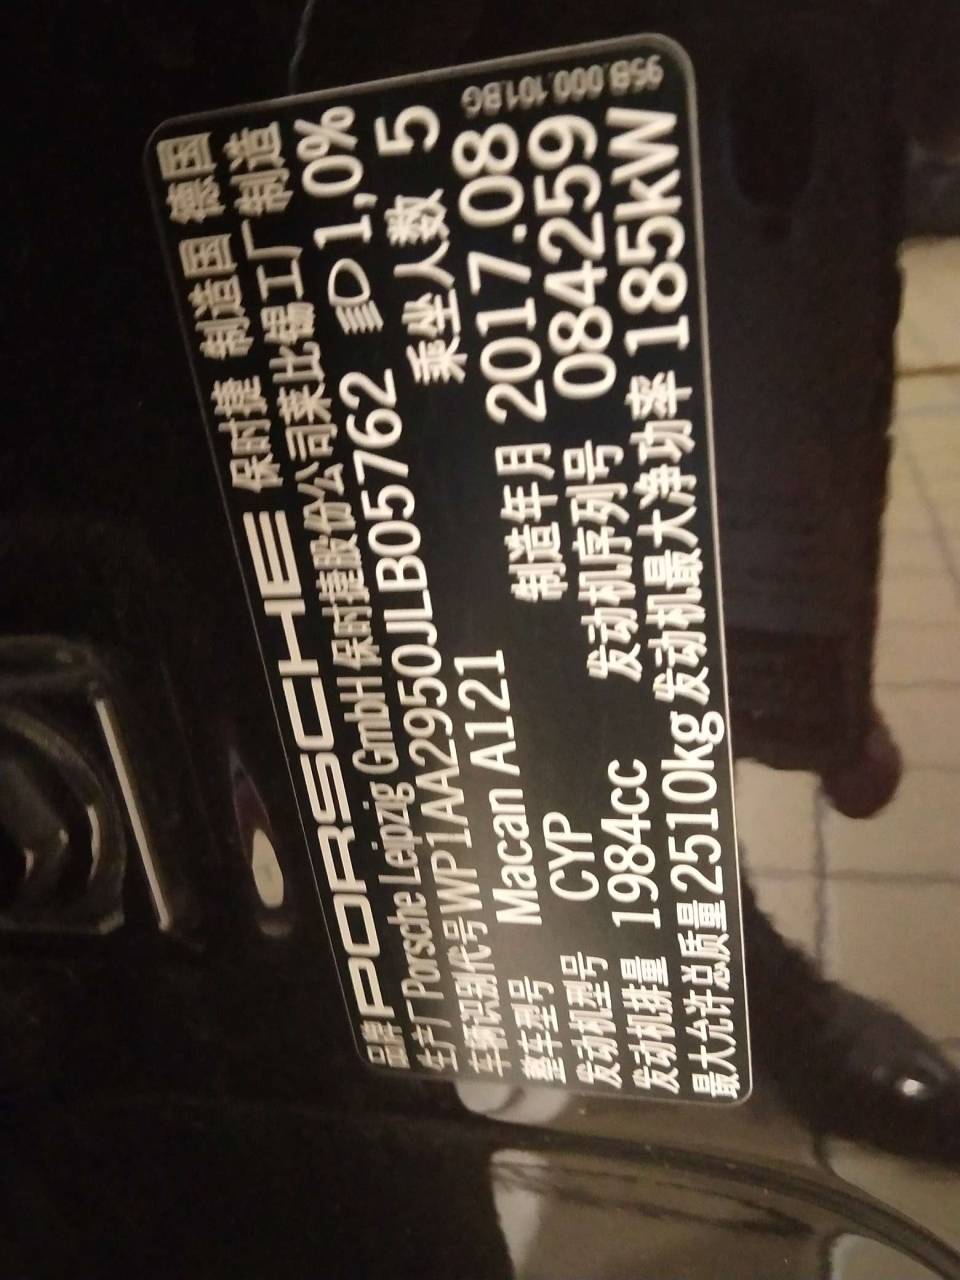 95B.000.101.BG
品牌 PORSCHE 保时捷 制造国 德国
生产厂 Porsche Leipzig GmbH 保时捷股份公司莱比锡工厂 制造
车辆识别代号 WP1AA2950JLB05762 1,0%
整车型号 Macan A121 乘坐人数 5
发动机型号 CYP 制造年月 2017.08
发动机排量 1984cc 发动机序列号 084259
最大允许总质量 2510kg 发动机最大净功率 185kW